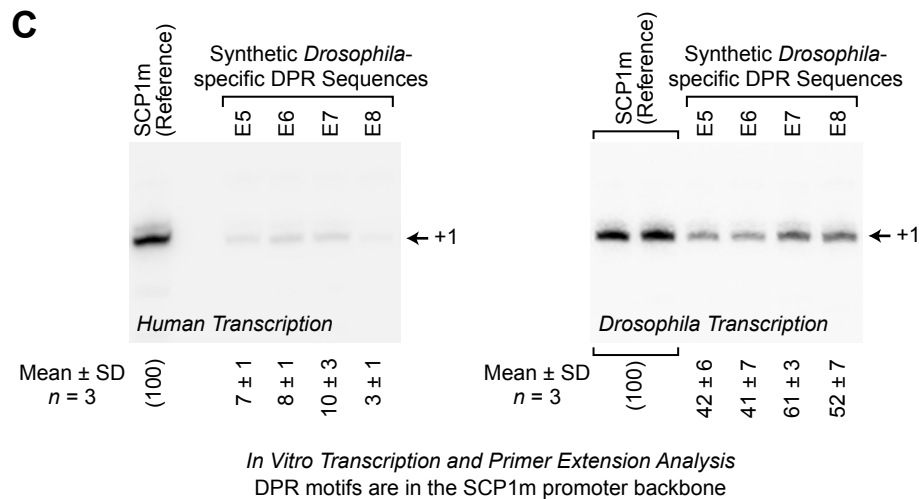 C
SCP1m
(Reference)
Synthetic Drosophila-
specific DPR Sequences
E5
E6
E7
E8
+1
Human Transcription
Mean ± SD
n = 3
(100)
7 ± 1
8 ± 1
10 ± 3
3 ± 1
SCP1m
(Reference)
Synthetic Drosophila-
specific DPR Sequences
E5
E6
E7
E8
+1
Drosophila Transcription
Mean ± SD
n = 3
(100)
42 ± 6
41 ± 7
61 ± 3
52 ± 7
In Vitro Transcription and Primer Extension Analysis
DPR motifs are in the SCP1m promoter backbone